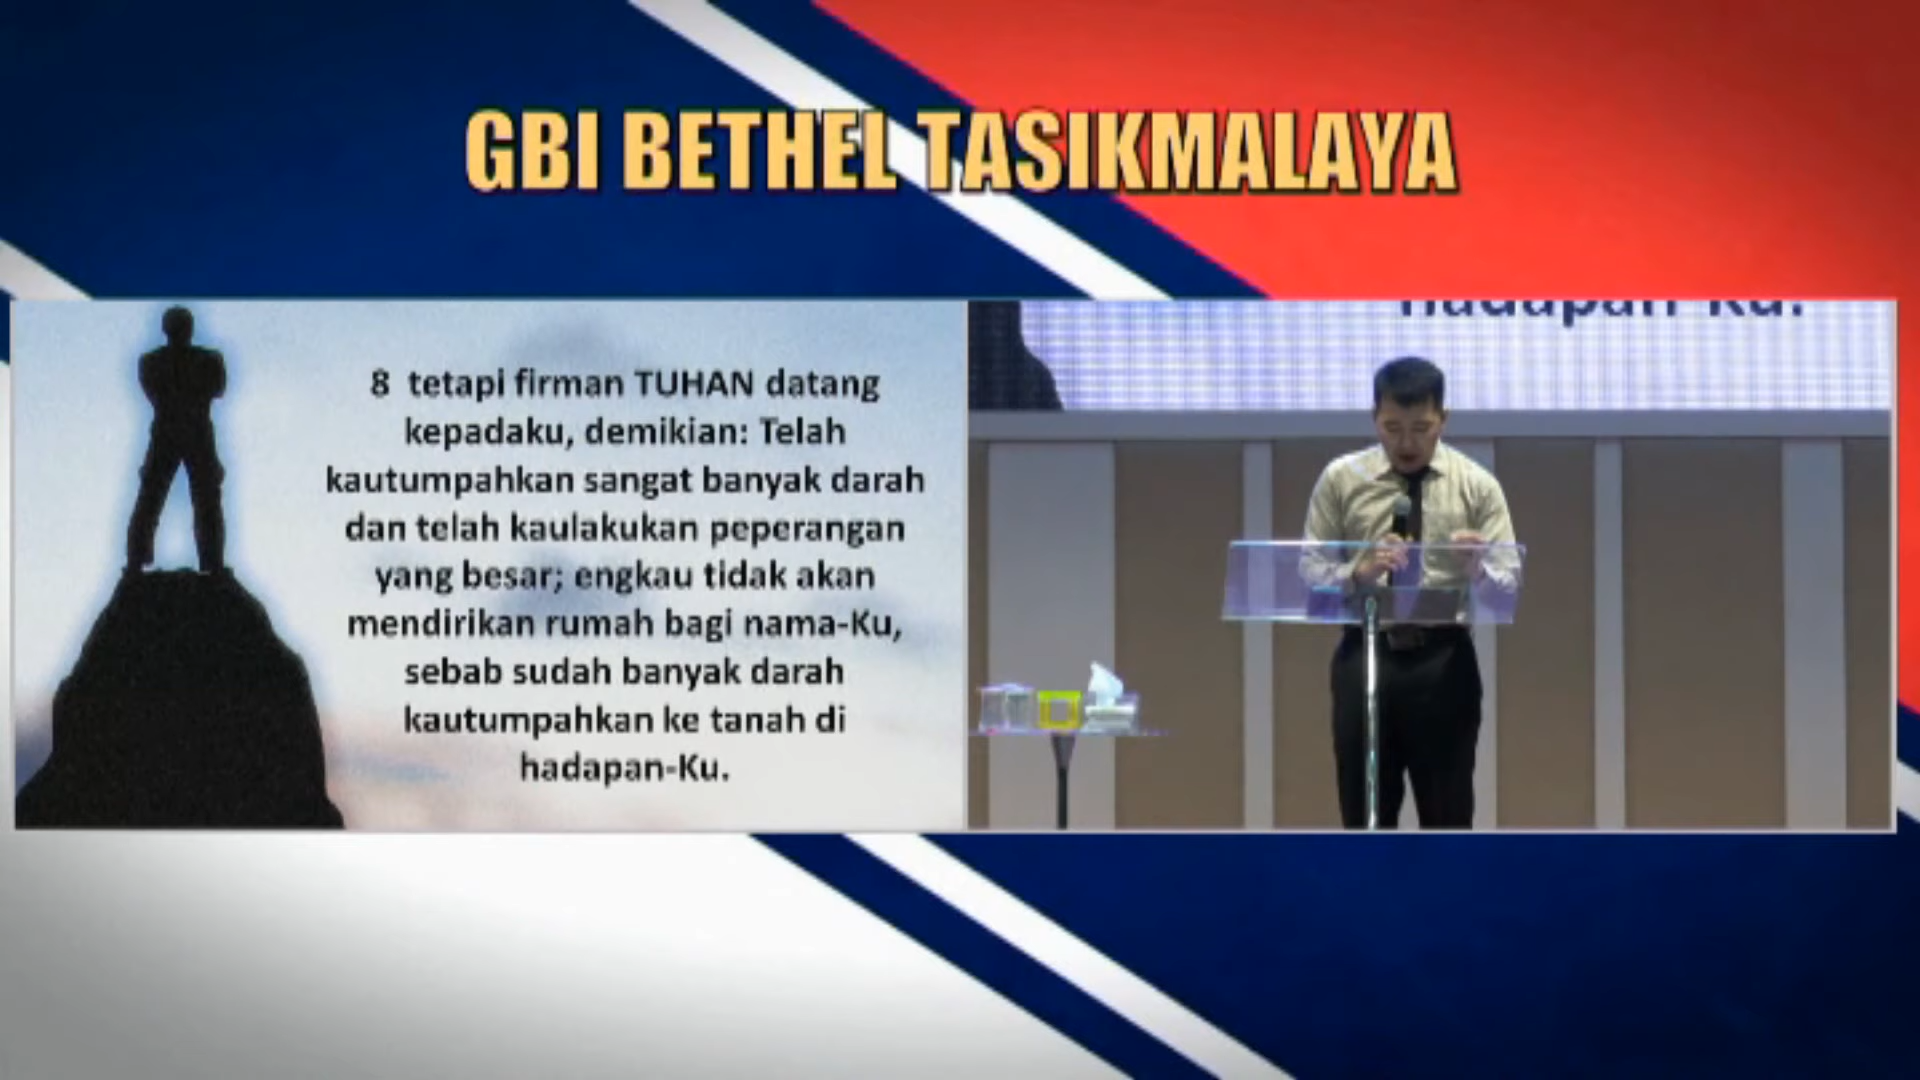 GBI BETHEL TASIKMALAYA
8 tetapi firman TUHAN datang
kepadaku, demikian: Telah
kautumpahkan sangat banyak darah
dan telah kaulakukan peperangan
yang besar; engkau tidak akan
mendirikan rumah bagi nama-Ku,
sebab sudah banyak darah
kautumpahkan ke tanah di
hadapan-Ku.
hadapan-Ku.